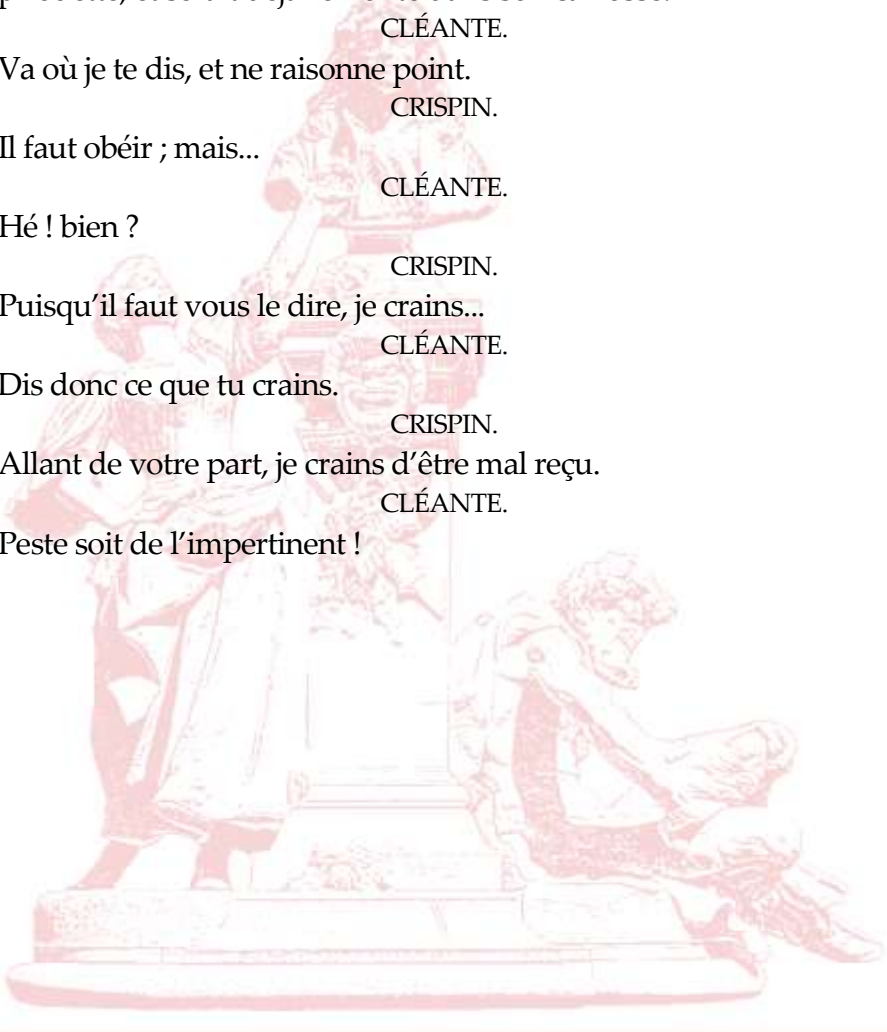 CLÉANTE.
Va où je te dis, et ne raisonne point.
CRISPIN.
Il faut obéir ; mais...
CLÉANTE.
Hé ! bien ?
CRISPIN.
Puisqu’il faut vous le dire, je crains...
CLÉANTE.
Dis donc ce que tu crains.
CRISPIN.
Allant de votre part, je crains d’être mal reçu.
CLÉANTE.
Peste soit de l’impertinent !